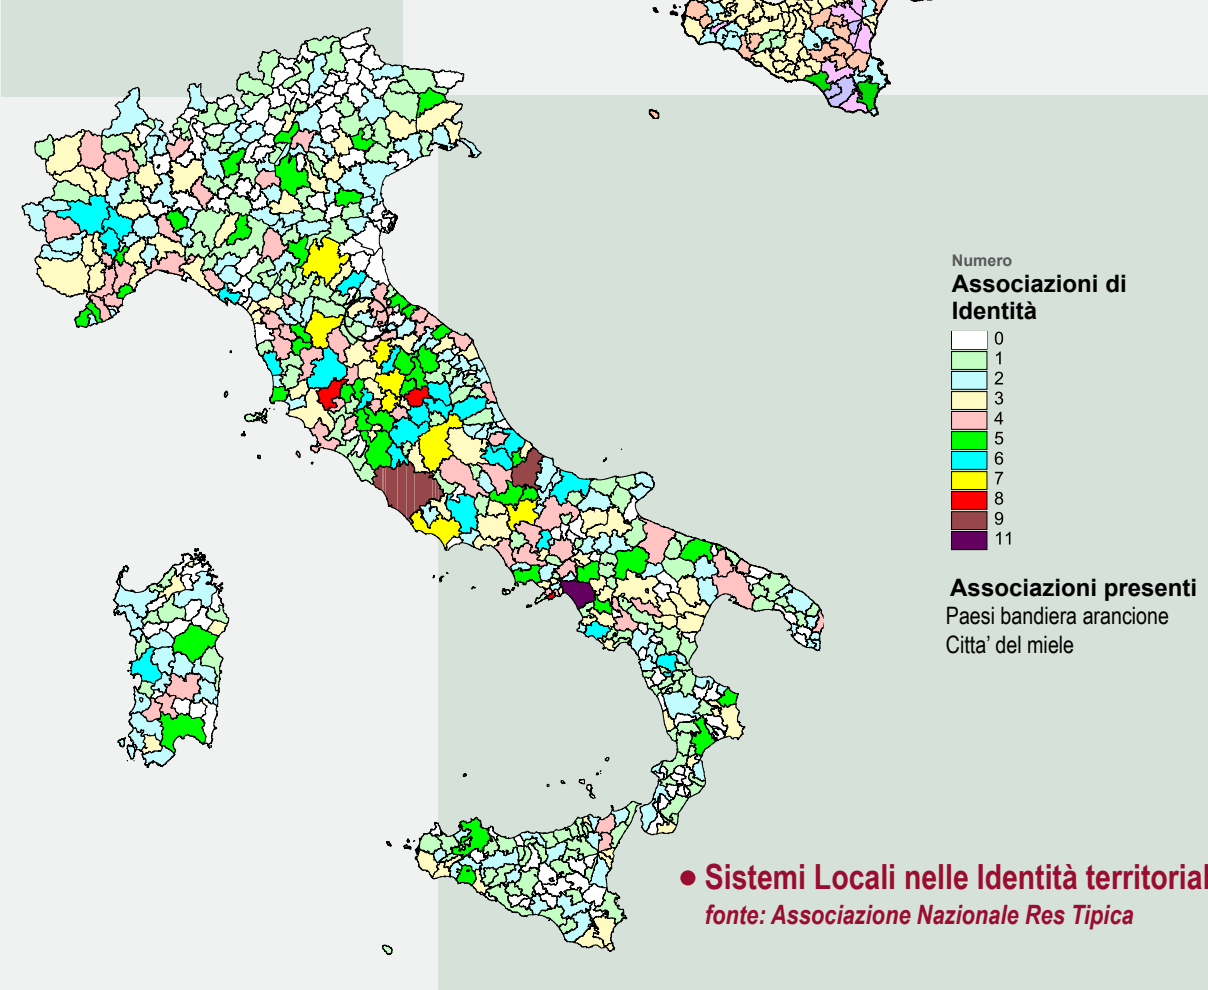 Numero
Associazioni di
Identità
0
1
2
3
4
5
6
7
8
9
11
Associazioni presenti
Paesi bandiera arancione
Citta' del miele
• Sistemi Locali nelle Identità territorial
fonte: Associazione Nazionale Res Tipica